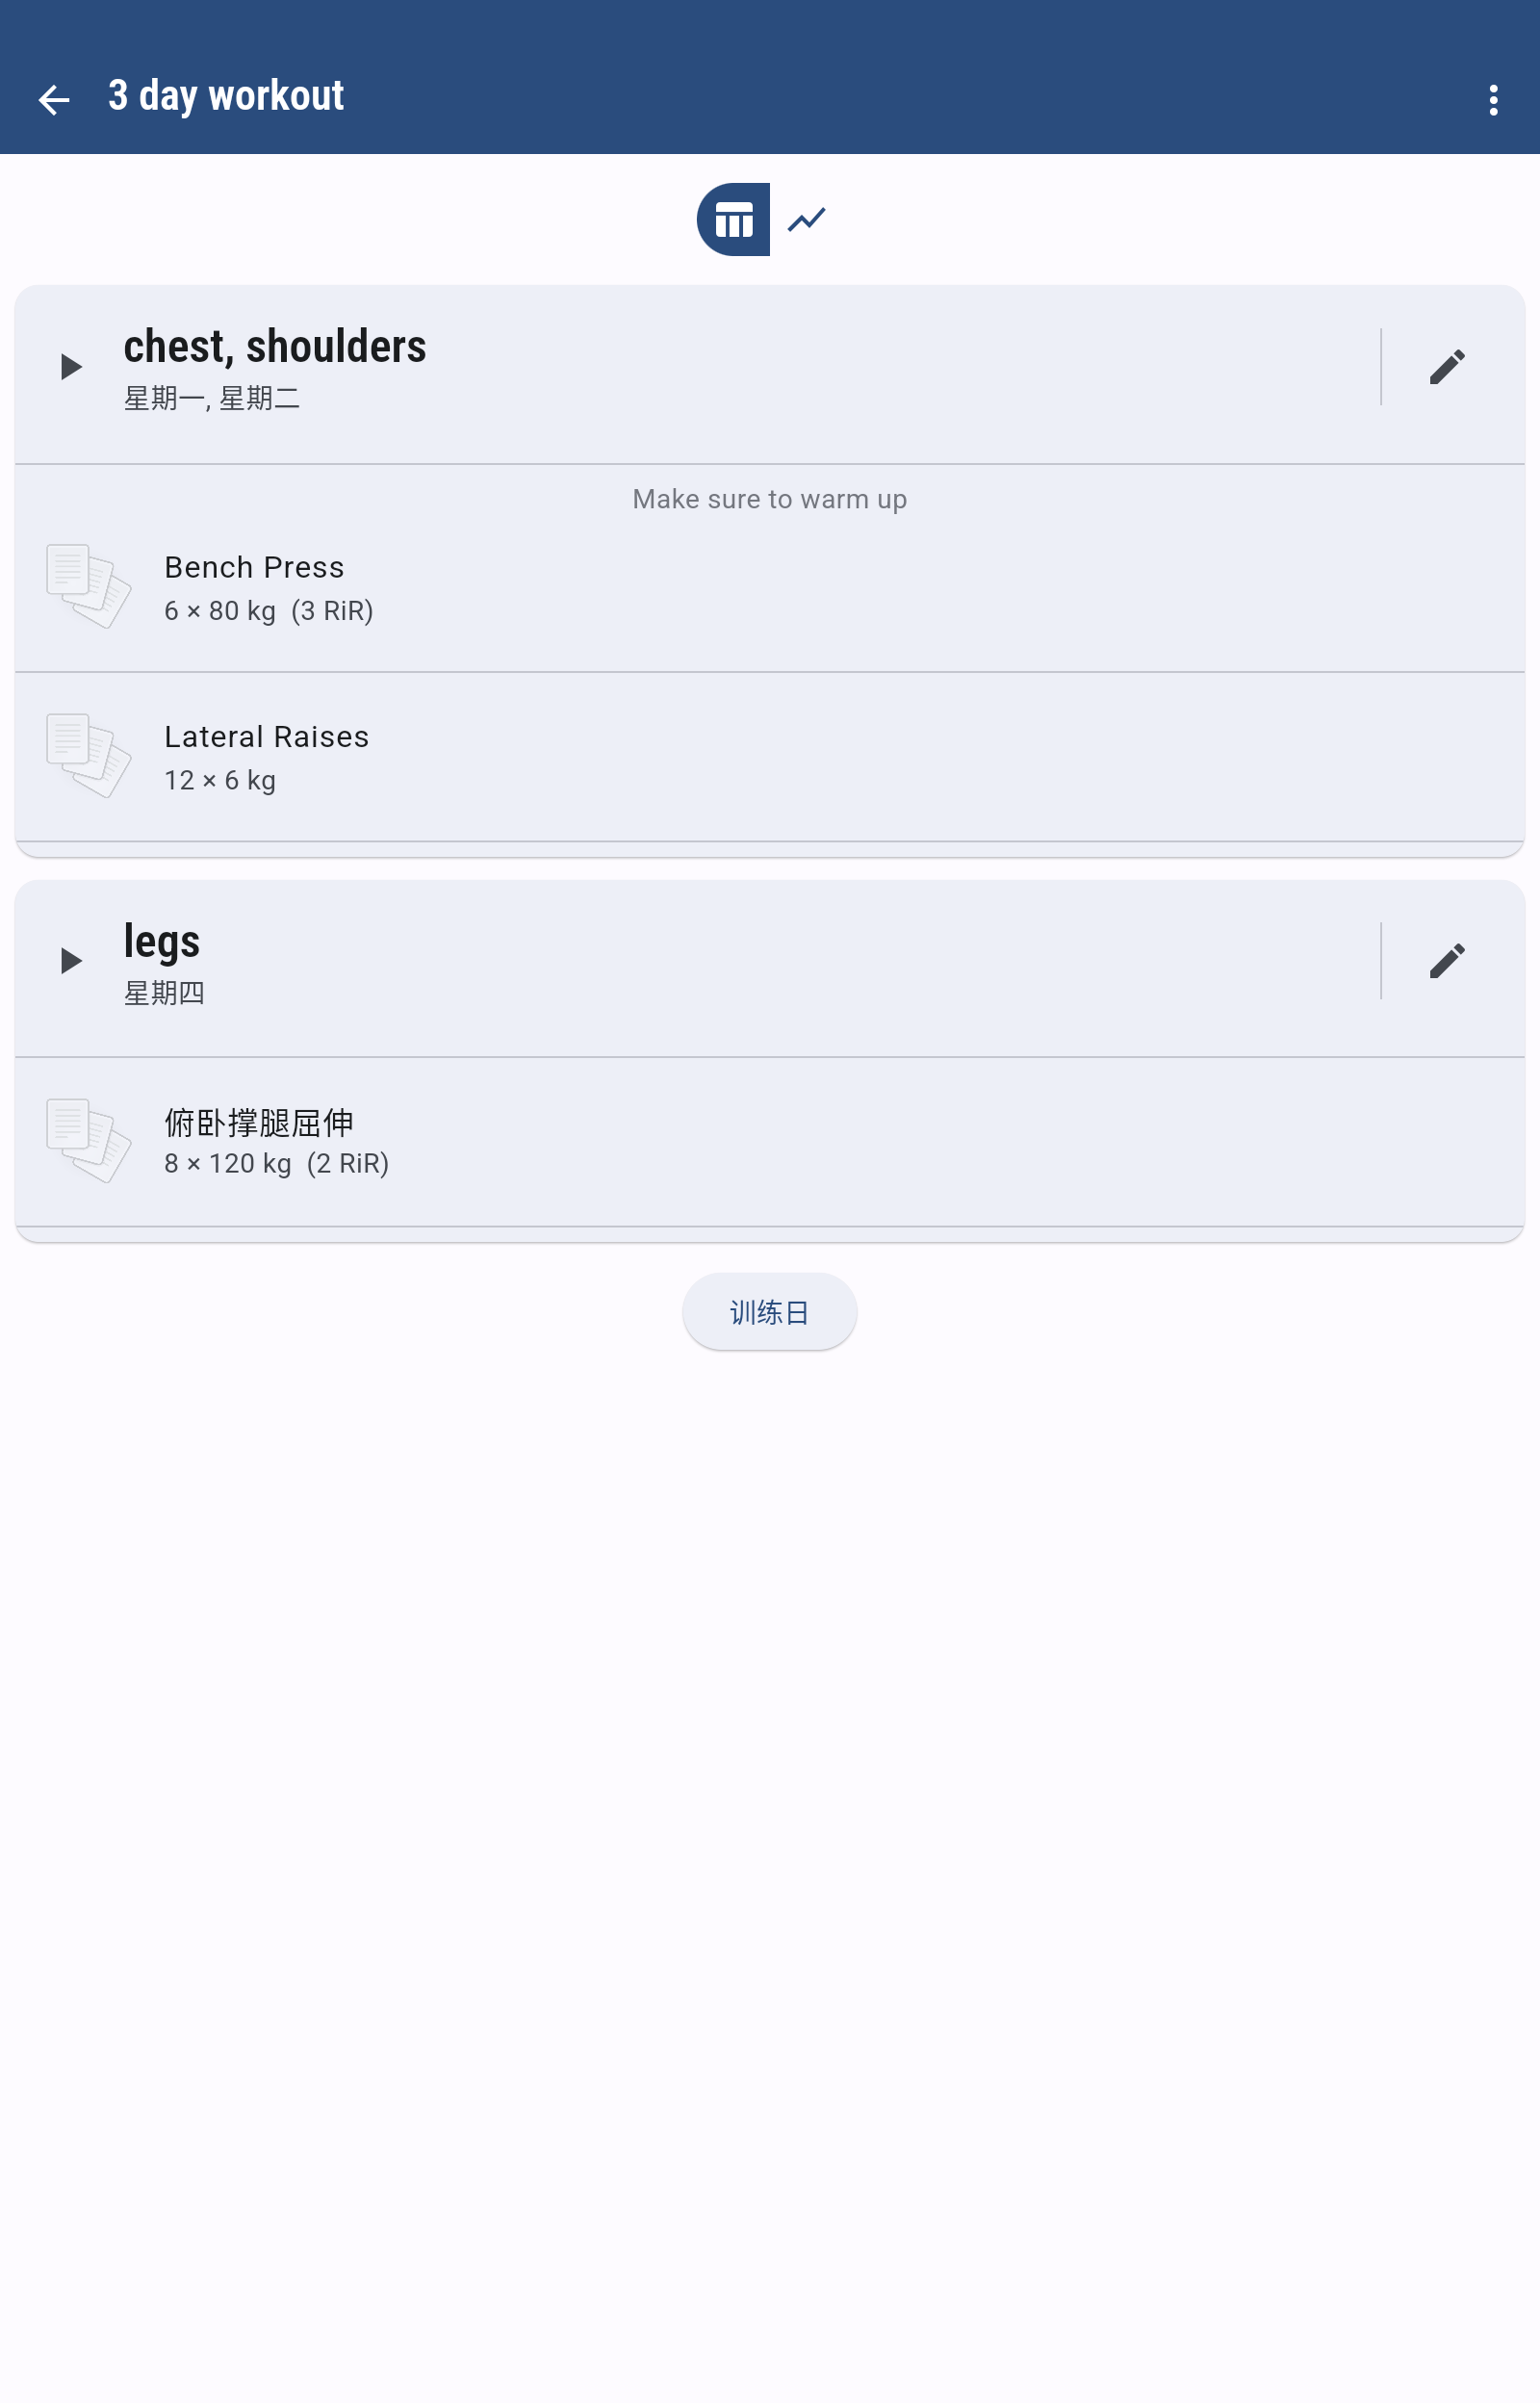 3 day workout
chest, shoulders
星期一, 星期二
Make sure to warm up
Bench Press
6 × 80 kg (3 RiR)
Lateral Raises
12 × 6 kg
legs
星期四
俯卧撑腿屈伸
8 × 120 kg (2 RiR)
训练日